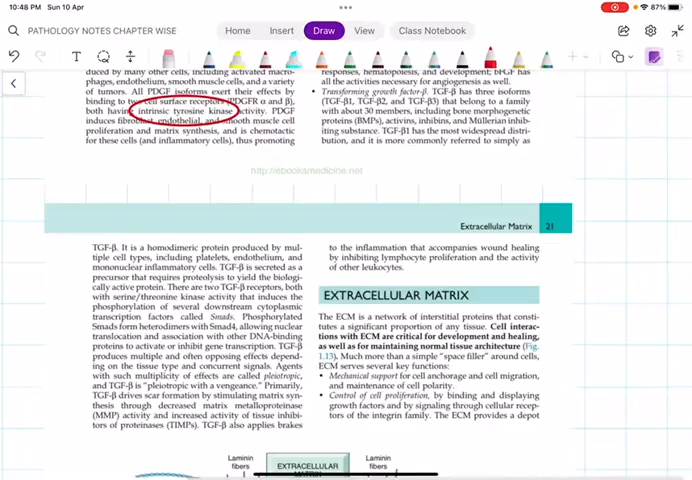 10:48 PM Sun 10 Apr
87%
PATHOLOGY NOTES CHAPTER WISE
Home
Insert
Draw
View
Class Notebook
duced by many other cells, including activated macro-
phages, endothelium, smooth muscle cells, and a variety
of tumors. All PDGF isoforms exert their effects by
binding to two cell surface receptors (PDGFR α and β),
both having intrinsic tyrosine kinase activity. PDGF
induces fibroblast, endothelial, and smooth muscle cell
proliferation and matrix synthesis, and is chemotactic
for these cells (and inflammatory cells), thus promoting
responses, hematopoiesis, and development; bFGF has
all the activities necessary for angiogenesis as well.
• Transforming growth factor-β. TGF-β has three isoforms
(TGF-β1, TGF-β2, and TGF-β3) that belong to a family
with about 30 members, including bone morphogenetic
proteins (BMPs), activins, inhibins, and Müllerian inhib-
iting substance. TGF-β1 has the most widespread distri-
bution, and it is more commonly referred to simply as
http://ebooksmedicine.net
Extracellular Matrix 21
TGF-β. It is a homodimeric protein produced by mul-
tiple cell types, including platelets, endothelium, and
mononuclear inflammatory cells. TGF-β is secreted as a
precursor that requires proteolysis to yield the biologi-
cally active protein. There are two TGF-β receptors, both
with serine/threonine kinase activity that induces the
phosphorylation of several downstream cytoplasmic
transcription factors called Smads. Phosphorylated
Smads form heterodimers with Smad4, allowing nuclear
translocation and association with other DNA-binding
proteins to activate or inhibit gene transcription. TGF-β
produces multiple and often opposing effects depend-
ing on the tissue type and concurrent signals. Agents
with such multiplicity of effects are called pleiotropic,
and TGF-β is "pleiotropic with a vengeance." Primarily,
TGF-β drives scar formation by stimulating matrix syn-
thesis through decreased matrix metalloproteinase
(MMP) activity and increased activity of tissue inhibi-
tors of proteinases (TIMPs). TGF-β also applies brakes
to the inflammation that accompanies wound healing
by inhibiting lymphocyte proliferation and the activity
of other leukocytes.
EXTRACELLULAR MATRIX
The ECM is a network of interstitial proteins that consti-
tutes a significant proportion of any tissue. Cell interac-
tions with ECM are critical for development and healing,
as well as for maintaining normal tissue architecture (Fig.
1.13). Much more than a simple "space filler" around cells,
ECM serves several key functions:
• Mechanical support for cell anchorage and cell migration,
and maintenance of cell polarity.
• Control of cell proliferation, by binding and displaying
growth factors and by signaling through cellular recep-
tors of the integrin family. The ECM provides a depot
Laminin
fibers
EXTRACELLULAR
MATRIX
Laminin
fibers